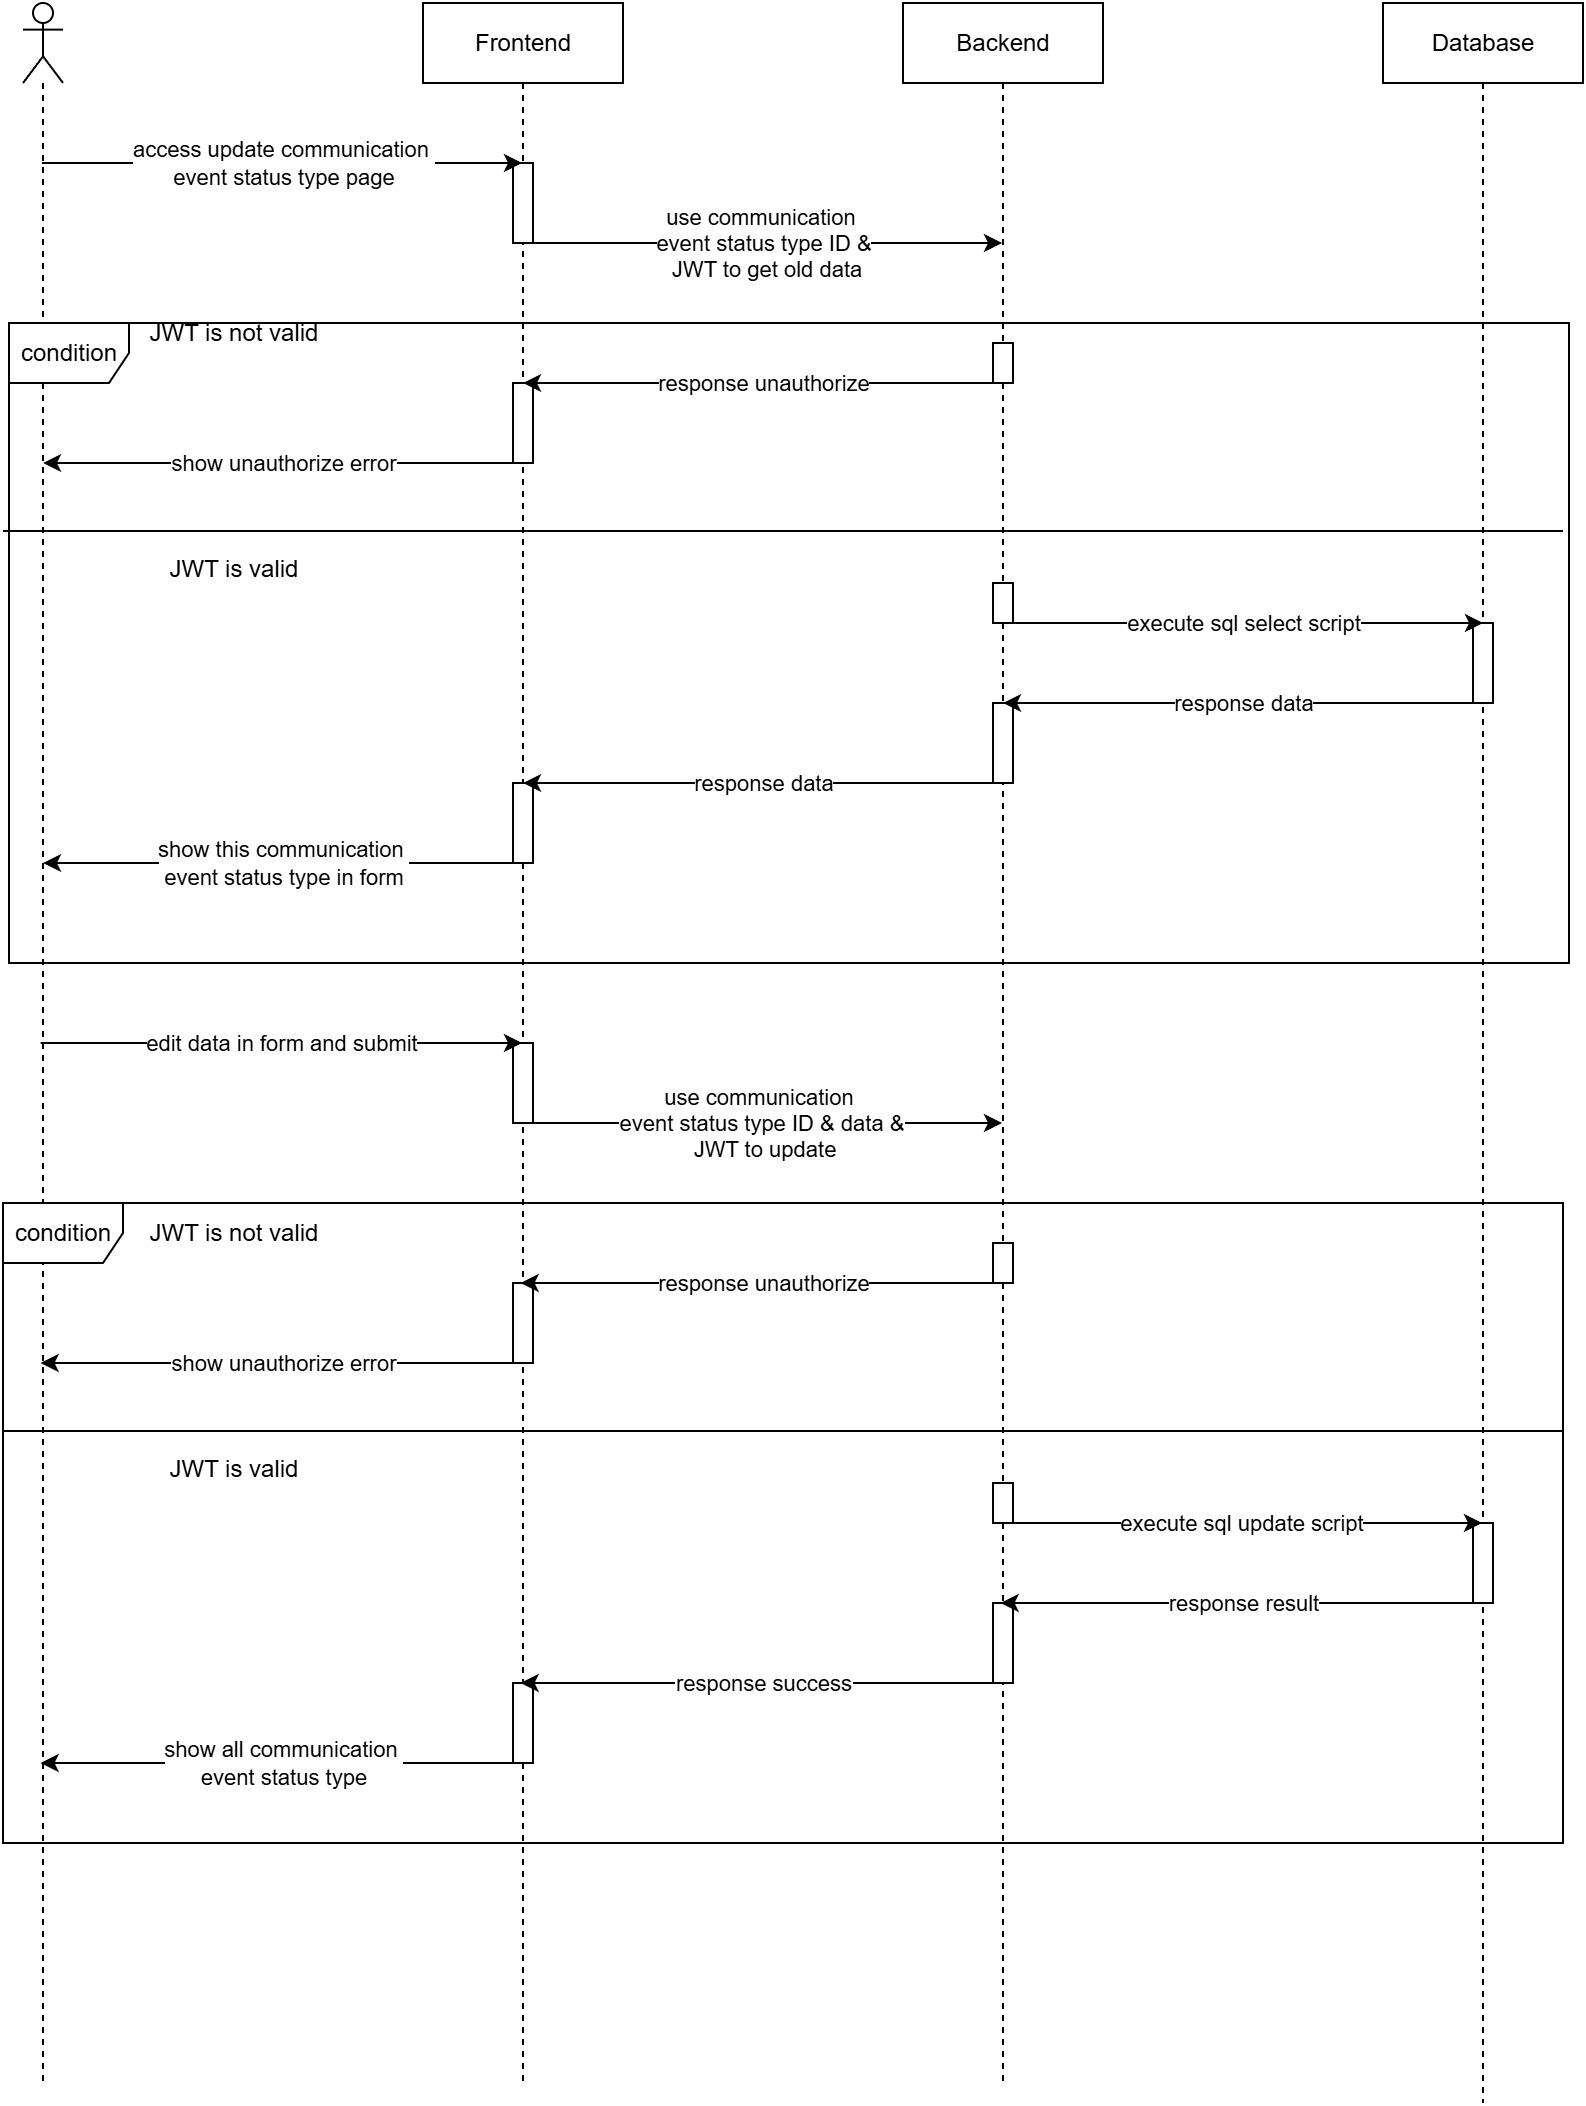 Frontend
Backend
Database
access update communication
event status type page
use communication
event status type ID &
JWT to get old data
condition
JWT is not valid
response unauthorize
show unauthorize error
JWT is valid
execute sql select script
response data
response data
show this communication
event status type in form
edit data in form and submit
use communication
event status type ID & data &
JWT to update
condition
JWT is not valid
response unauthorize
show unauthorize error
JWT is valid
execute sql update script
response result
response success
show all communication
event status type